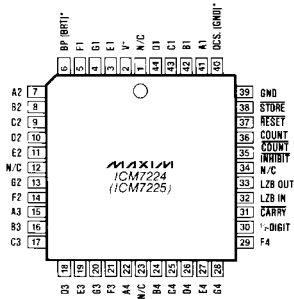 BP (BRT)* F1 G1 E1 V+ N/C D1 C1 B1 A1 OCS. (GND)*
6 5 4 3 2 1 44 43 42 41 40
A2 7
B2 8
C2 9
D2 10
E2 11
N/C 12
G2 13
F2 14
A3 15
B3 16
C3 17
MAXIM
ICM7224
(ICM7225)
39 GND
38 STORE
37 RESET
36 COUNT
35 COUNT INHIBIT
34 N/C
33 LZB OUT
32 LZB IN
31 CARRY
30 ½-DIGIT
29 F4
18 19 20 21 22 23 24 25 26 27 28
D3 E3 G3 F3 A4 N/C B4 C4 D4 E4 G4